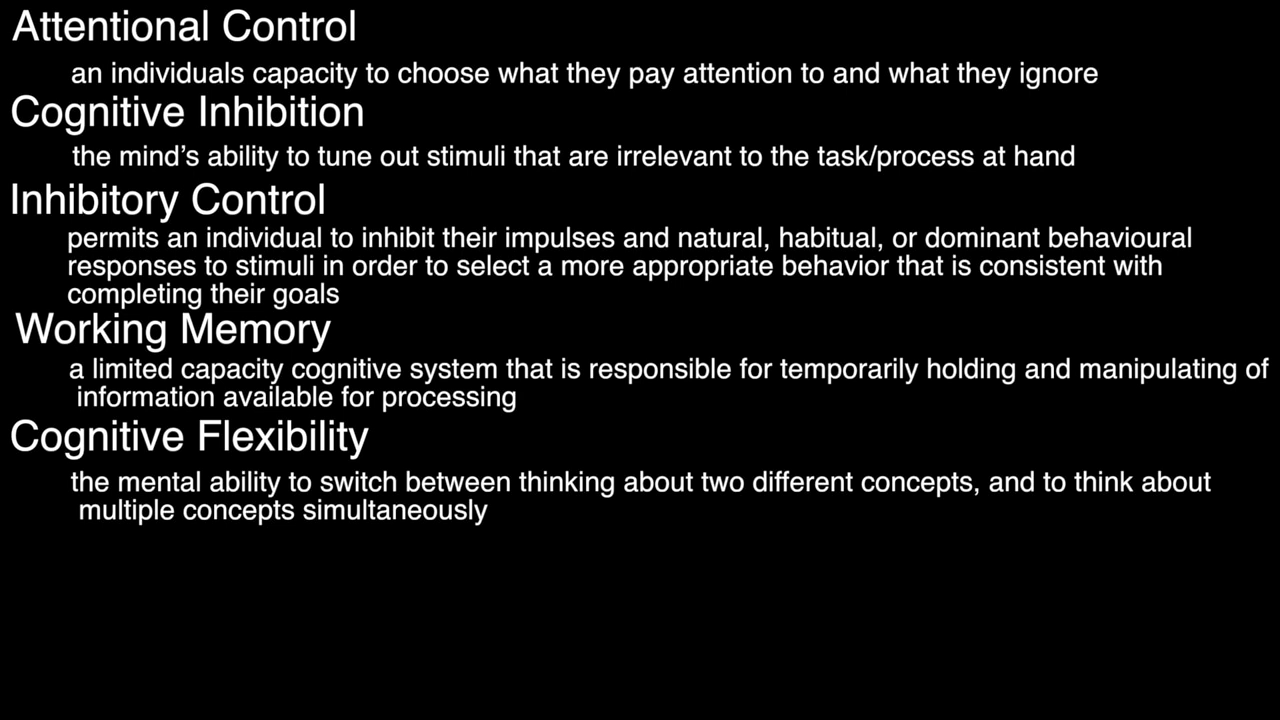 Attentional Control
an individuals capacity to choose what they pay attention to and what they ignore
Cognitive Inhibition
the mind’s ability to tune out stimuli that are irrelevant to the task/process at hand
Inhibitory Control
permits an individual to inhibit their impulses and natural, habitual, or dominant behavioural
responses to stimuli in order to select a more appropriate behavior that is consistent with
completing their goals
Working Memory
a limited capacity cognitive system that is responsible for temporarily holding and manipulating of
information available for processing
Cognitive Flexibility
the mental ability to switch between thinking about two different concepts, and to think about
multiple concepts simultaneously